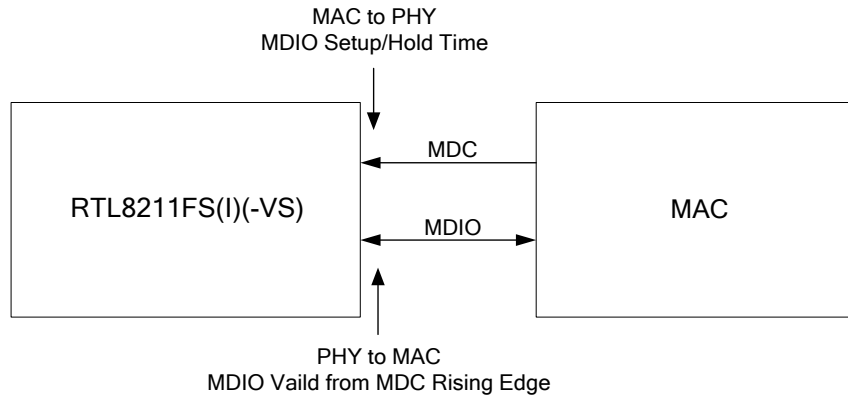 MAC to PHY
MDIO Setup/Hold Time
MDC
RTL8211FS(I)(-VS)
MAC
MDIO
PHY to MAC
MDIO Vaild from MDC Rising Edge